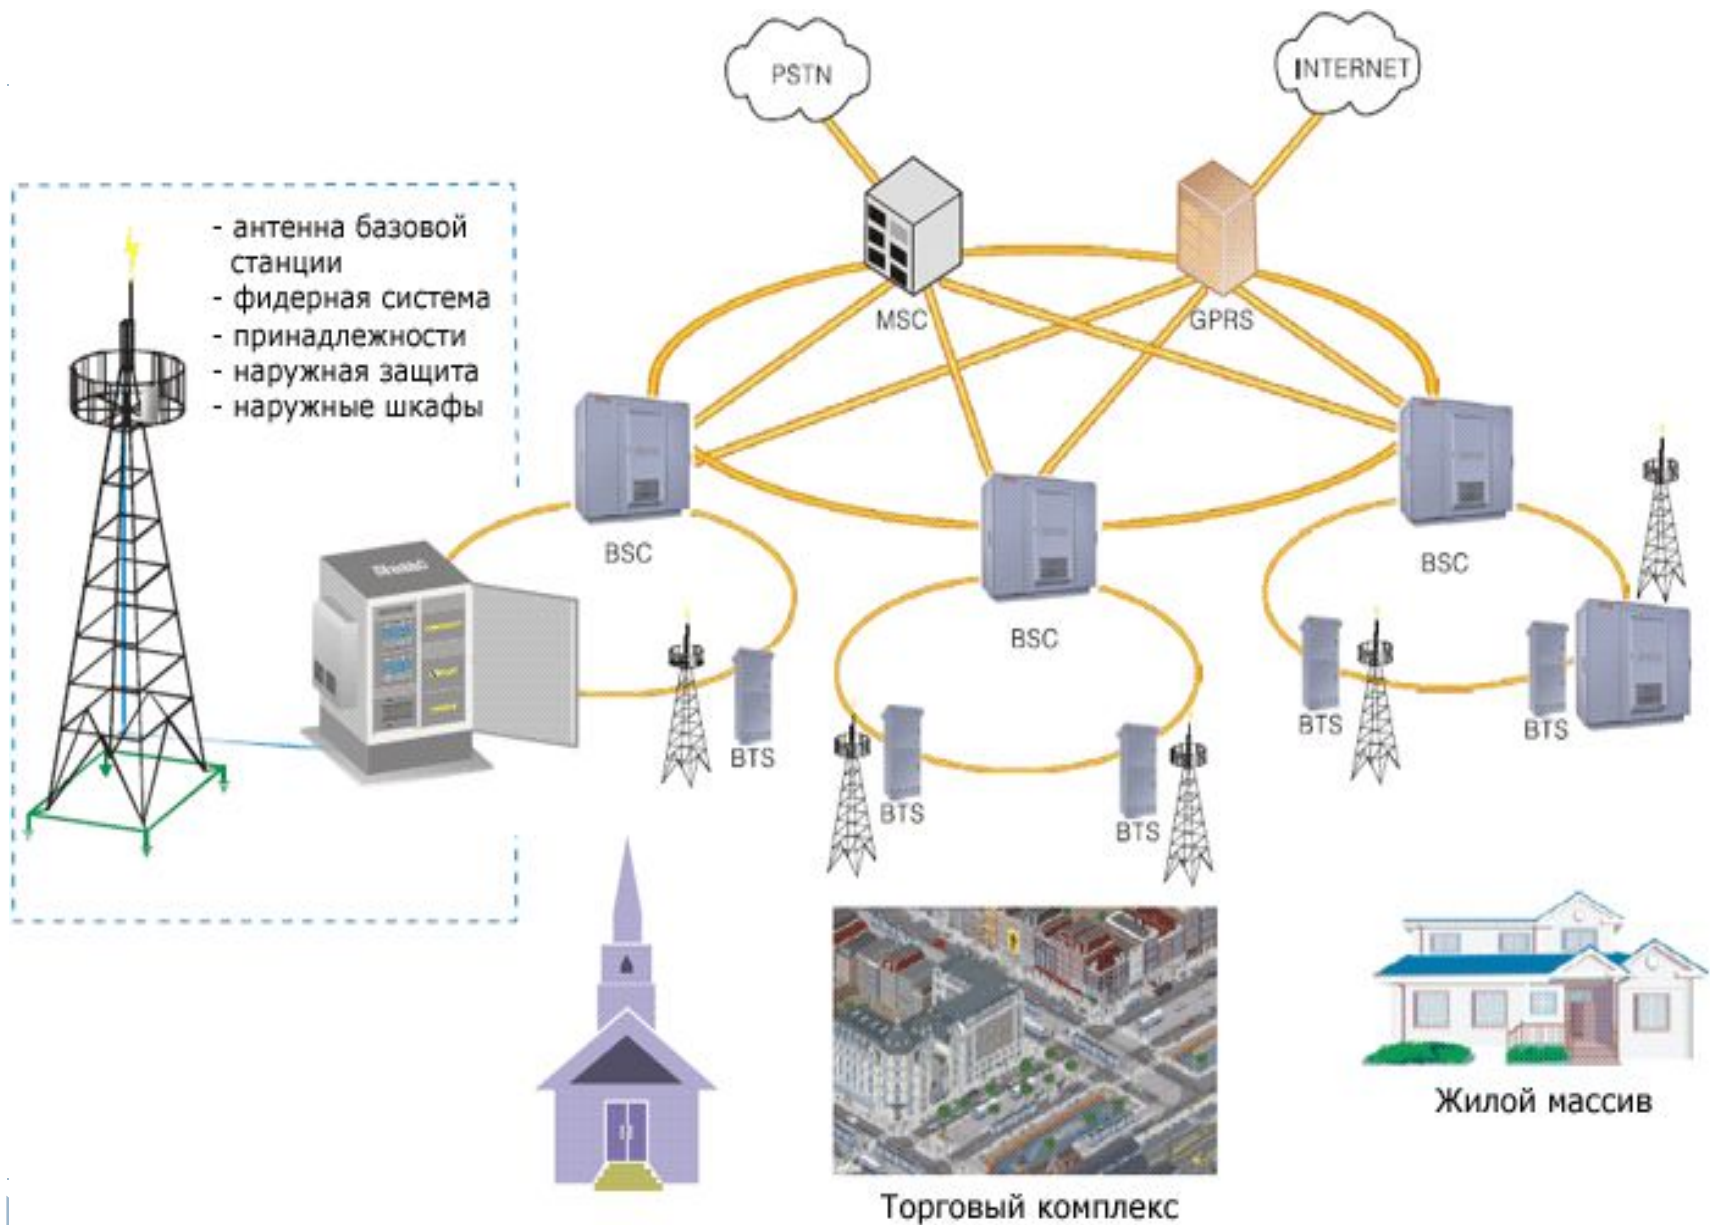 PSTN
INTERNET
- антенна базовой
станции
- фидерная система
- принадлежности
- наружная защита
- наружные шкафы
MSC
GPRS
BSC
BSC
BSC
BTS
BTS
BTS
BTS
BTS
Жилой массив
Торговый комплекс